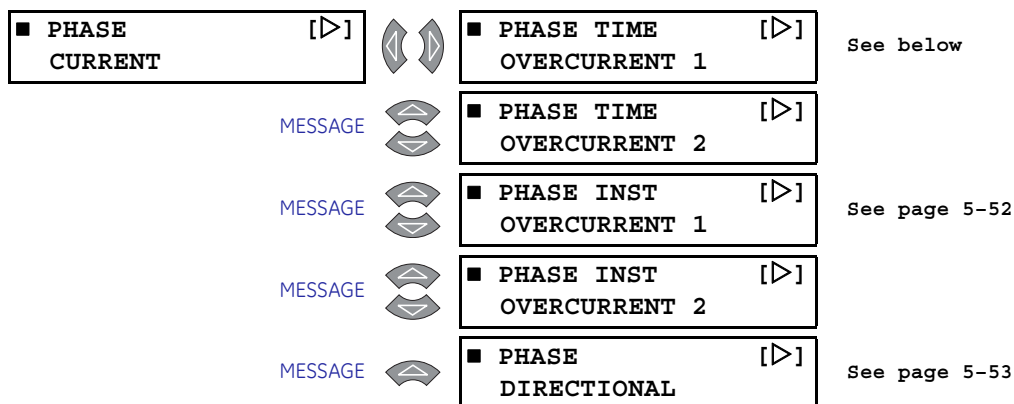 ■ PHASE [▷]
CURRENT
■ PHASE TIME [▷]
OVERCURRENT 1
See below
MESSAGE
■ PHASE TIME [▷]
OVERCURRENT 2
MESSAGE
■ PHASE INST [▷]
OVERCURRENT 1
See page 5-52
MESSAGE
■ PHASE INST [▷]
OVERCURRENT 2
MESSAGE
■ PHASE [▷]
DIRECTIONAL
See page 5-53